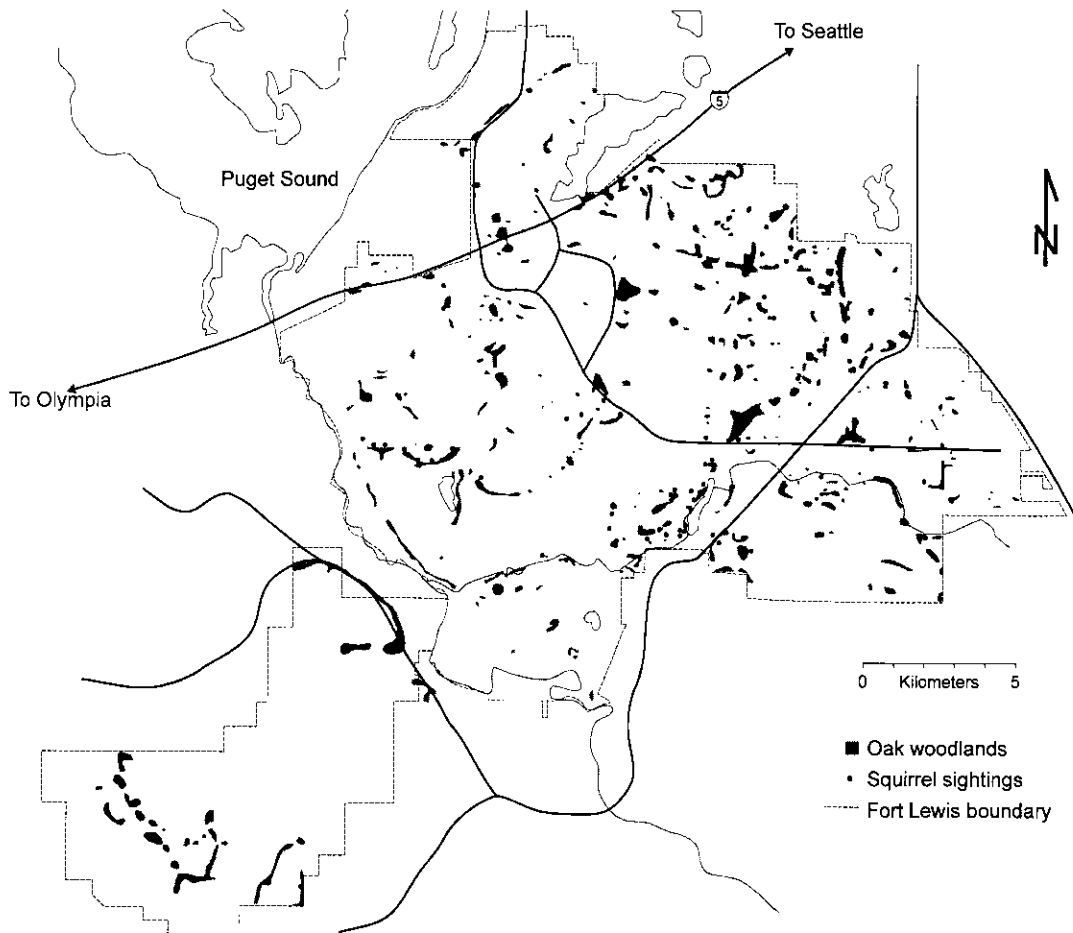 To Seattle
5
Puget Sound
N
To Olympia
0 Kilometers 5
Oak woodlands
Squirrel sightings
Fort Lewis boundary